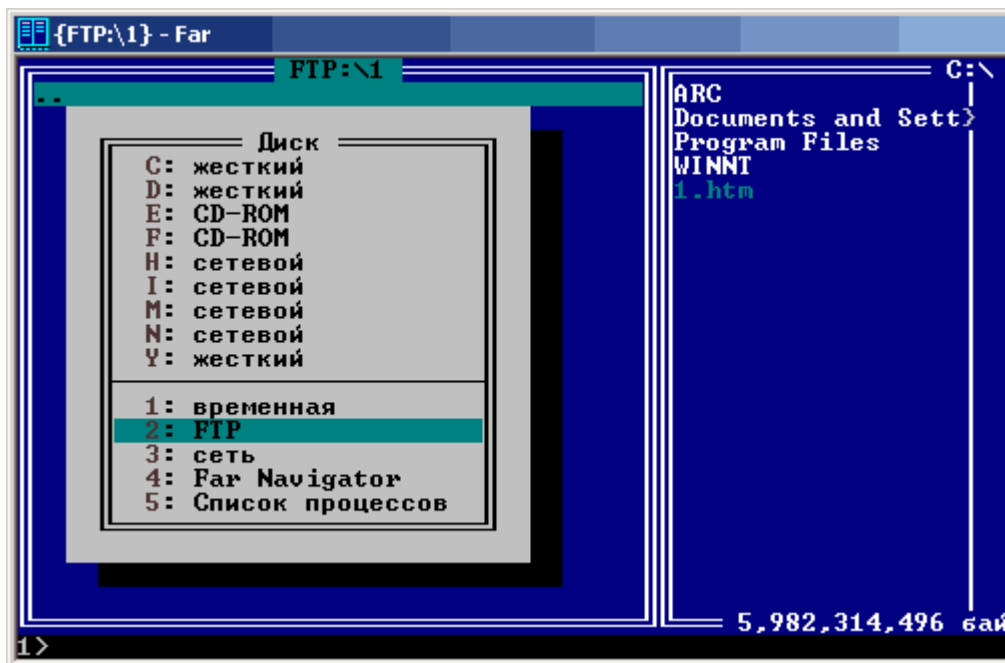 {FTP:\1} - Far
FTP:\1
..
Диск
C: жесткий
D: жесткий
E: CD-ROM
F: CD-ROM
H: сетевой
I: сетевой
M: сетевой
N: сетевой
Y: жесткий
1: временная
2: FTP
3: сеть
4: Far Navigator
5: Список процессов
C:\
ARC
Documents and Sett}
Program Files
WINNT
1.htm
5,982,314,496 бай
1>